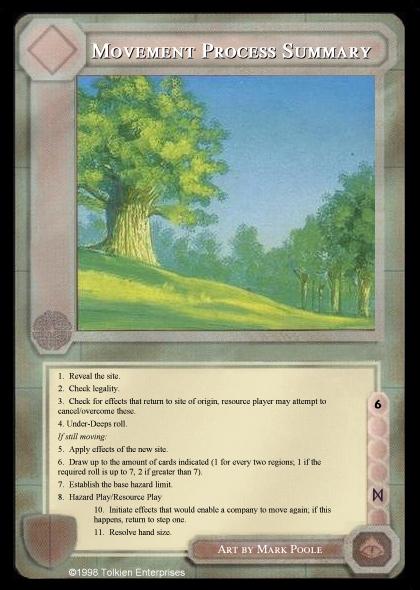 MOVEMENT PROCESS SUMMARY
1. Reveal the site.
2. Check legality.
3. Check for effects that return to site of origin, resource player may attempt to
cancel/overcome these.
4. Under-Deeps roll.
If still moving:
5. Apply effects of the new site.
6. Draw up to the amount of cards indicated (1 for every two regions; 1 if the
required roll is up to 7, 2 if greater than 7).
7. Establish the base hazard limit.
8. Hazard Play/Resource Play
10. Initiate effects that would enable a company to move again; if this
happens, return to step one.
11. Resolve hand size.
6
ART BY MARK POOLE
©1998 Tolkien Enterprises